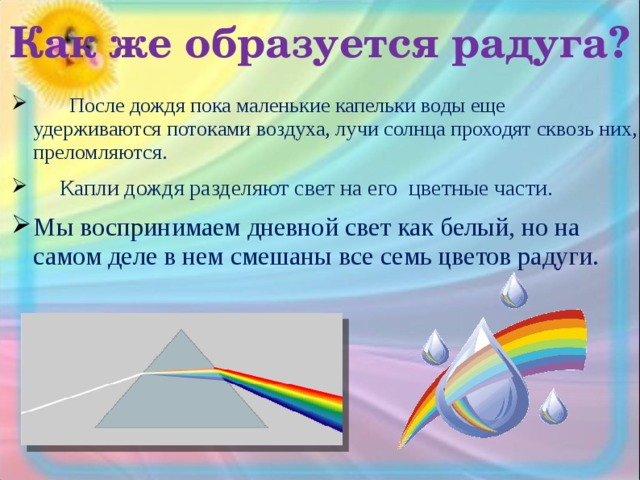 Как же образуется радуга?
После дождя пока маленькие капельки воды еще
удерживаются потоками воздуха, лучи солнца проходят сквозь них,
преломляются.
Капли дождя разделяют свет на его цветные части.
Мы воспринимаем дневной свет как белый, но на
самом деле в нем смешаны все семь цветов радуги.